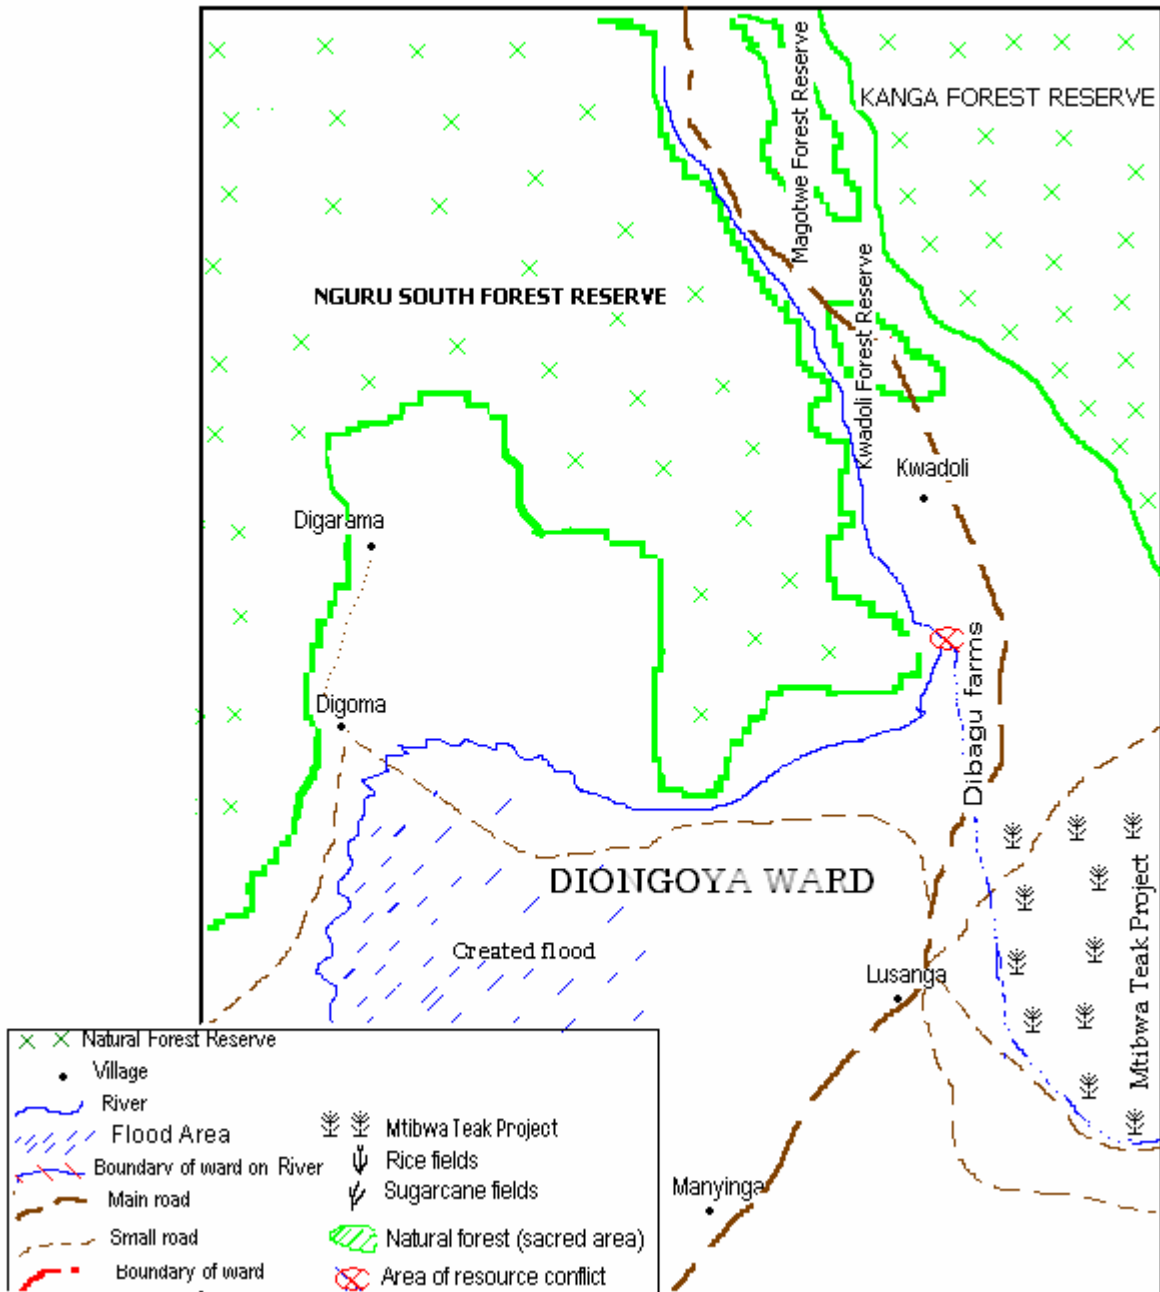 Magotwe Forest Reserve
KANGA FOREST RESERVE
NGURU SOUTH FOREST RESERVE
Kwadoli Forest Reserve
Kwadoli
Digarama
Dibagu farms
Digoma
DIONGOYA WARD
Created flood
Lusanga
Mtibwa Teak Project
Manyinga
Natural Forest Reserve
Village
River
Flood Area
Boundary of ward on River
Main road
Small road
Boundary of ward
Mtibwa Teak Project
Rice fields
Sugarcane fields
Natural forest (sacred area)
Area of resource conflict